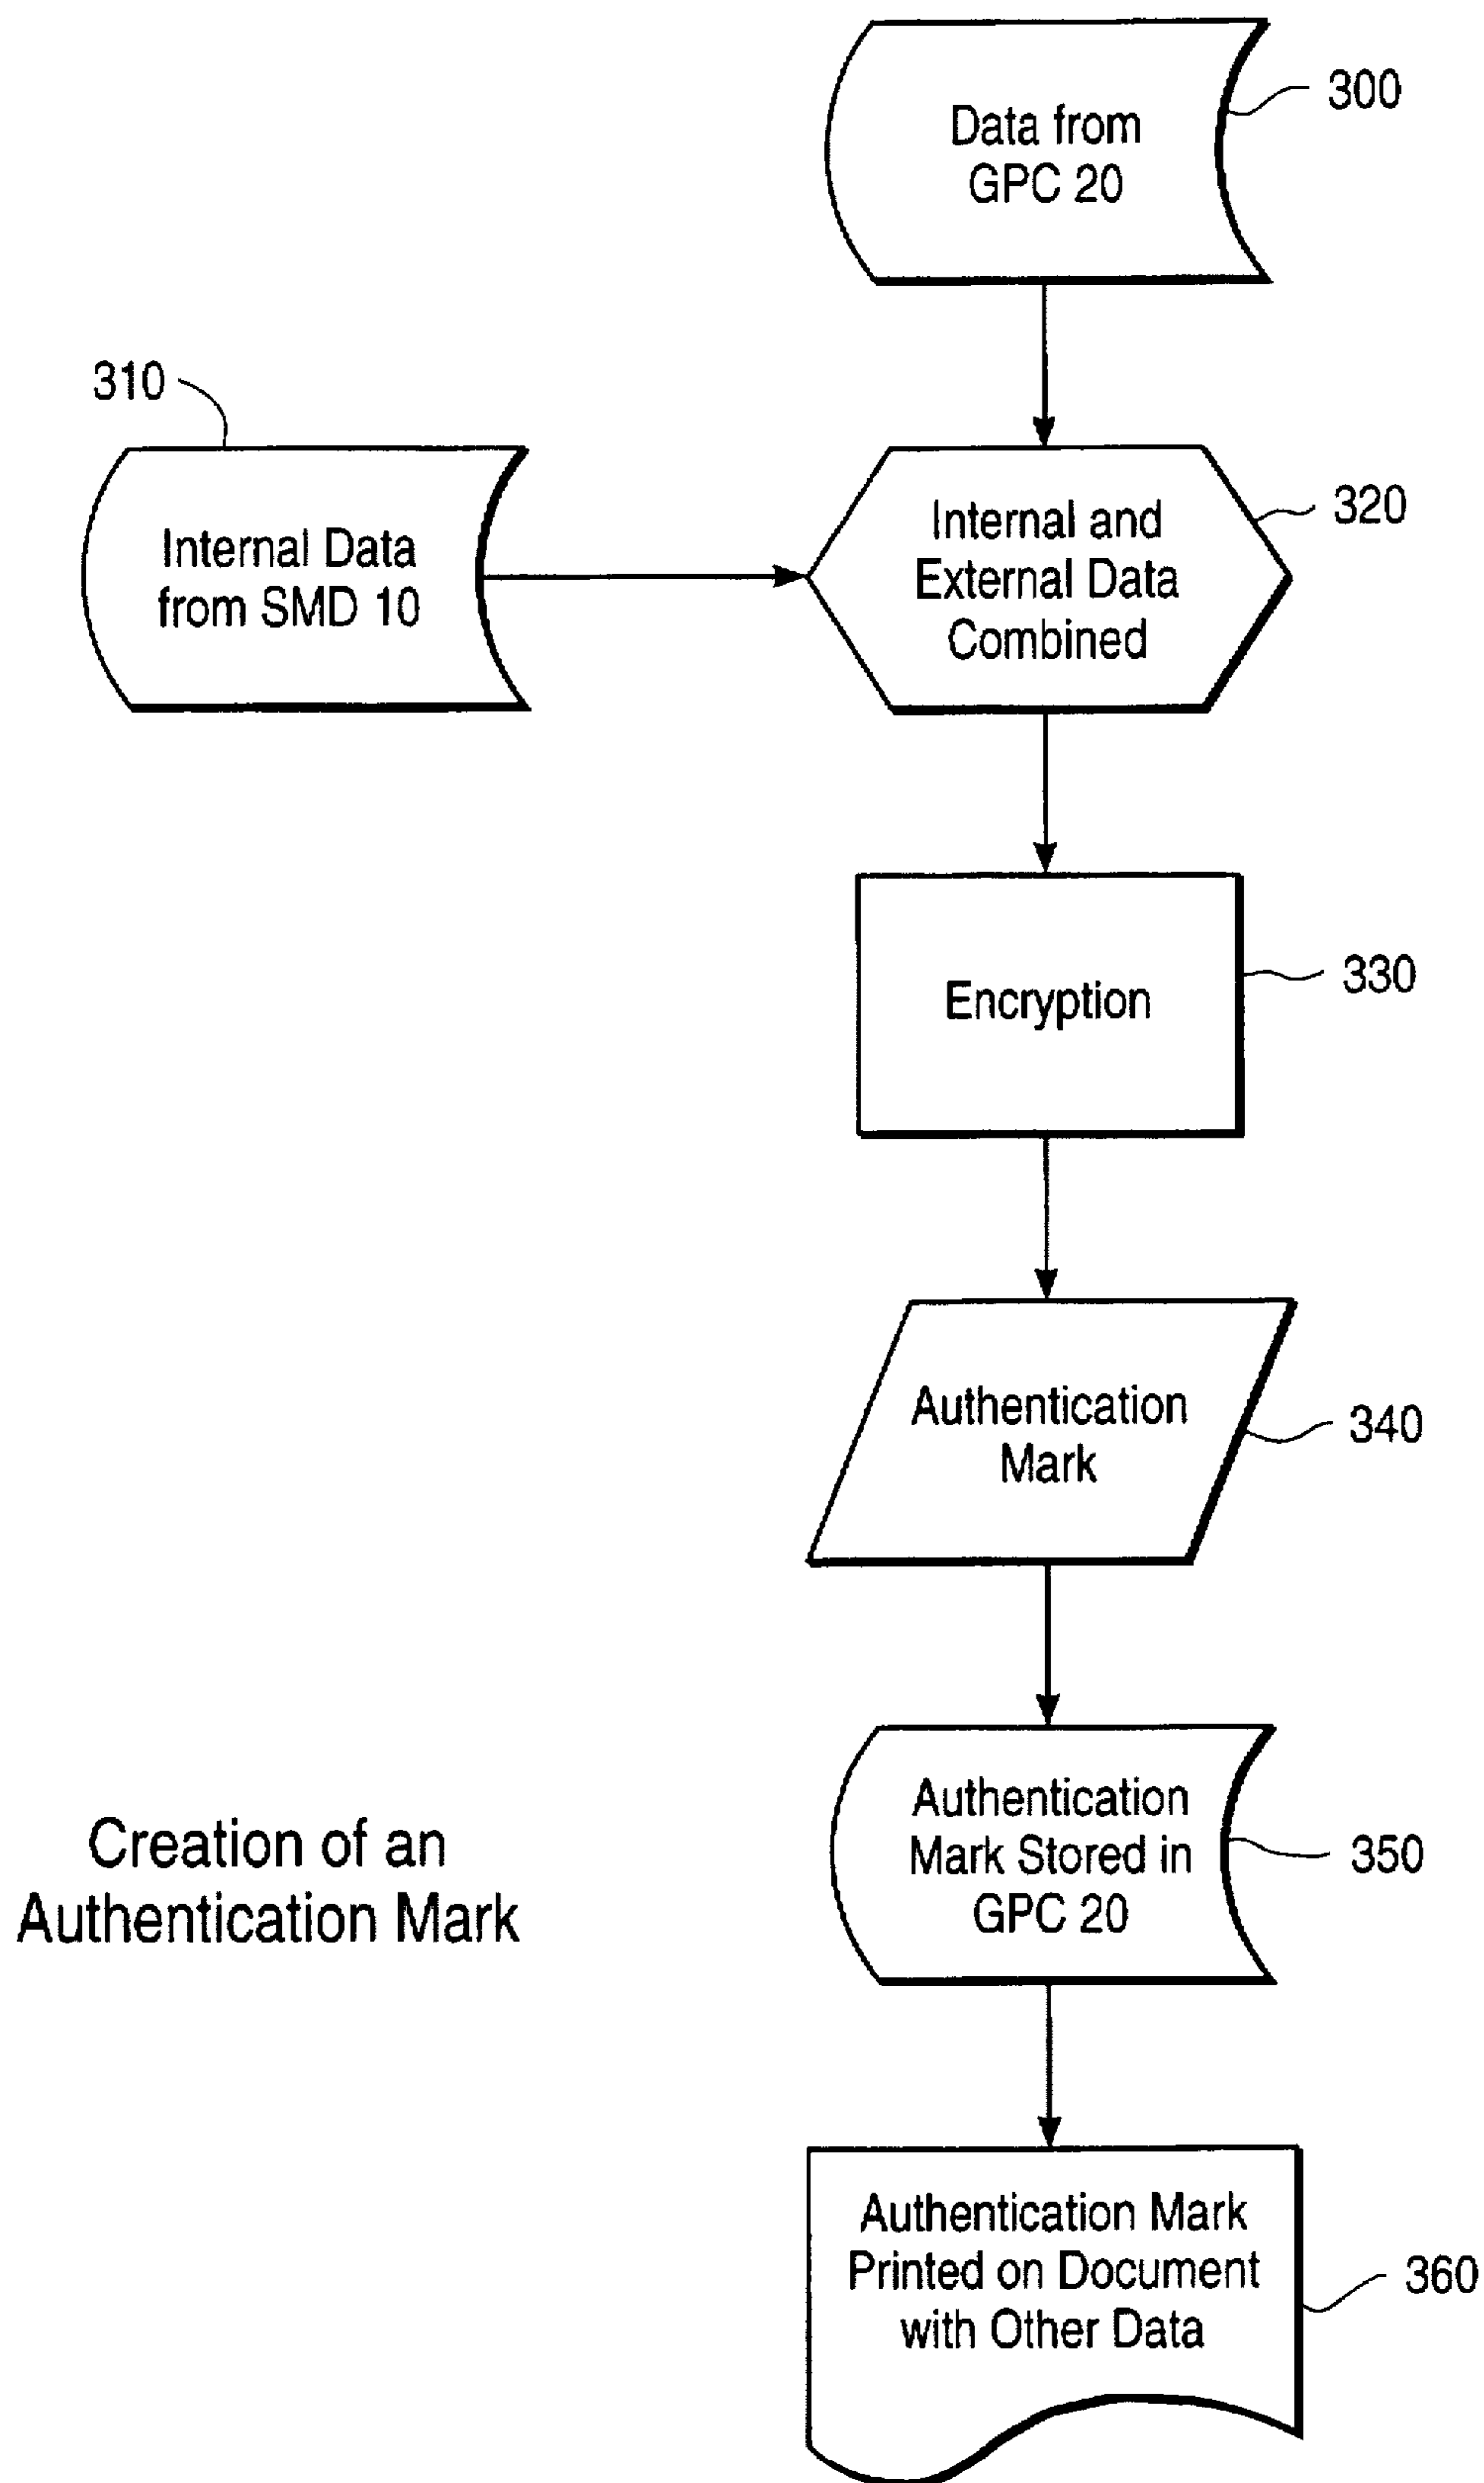 Data from
GPC 20
300
310
Internal Data
from SMD 10
Internal and
External Data
Combined
320
Encryption
330
Authentication
Mark
340
Authentication
Mark Stored in
GPC 20
350
Creation of an
Authentication Mark
Authentication Mark
Printed on Document
with Other Data
360